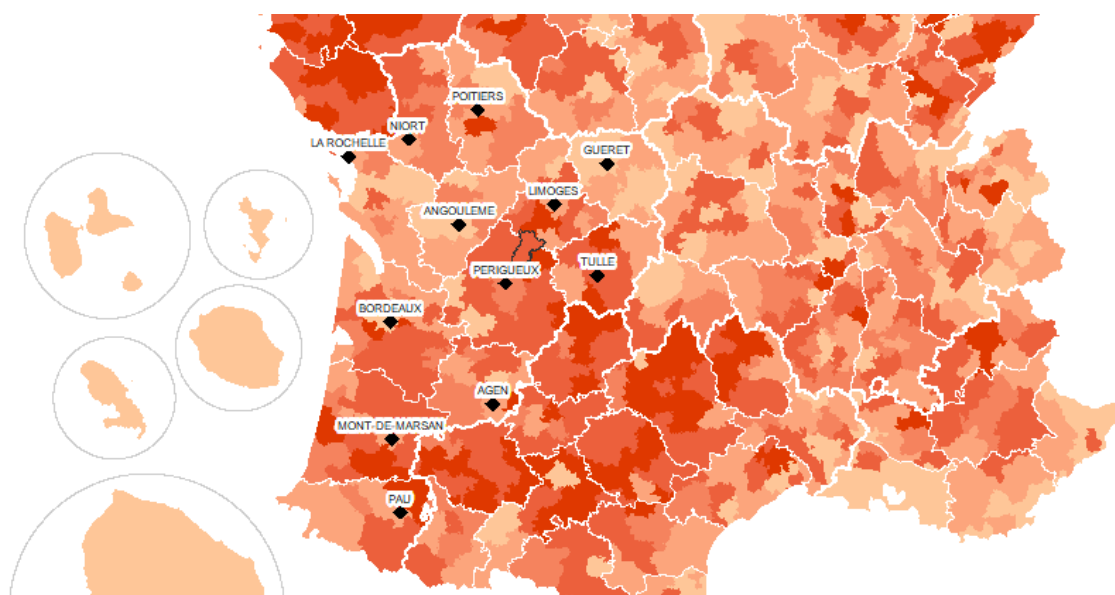 POITIERS
NIORT
LA ROCHELLE
GUERET
LIMOGES
ANGOULEME
TULLE
PERIGUEUX
BORDEAUX
AGEN
MONT-DE-MARSAN
PAU